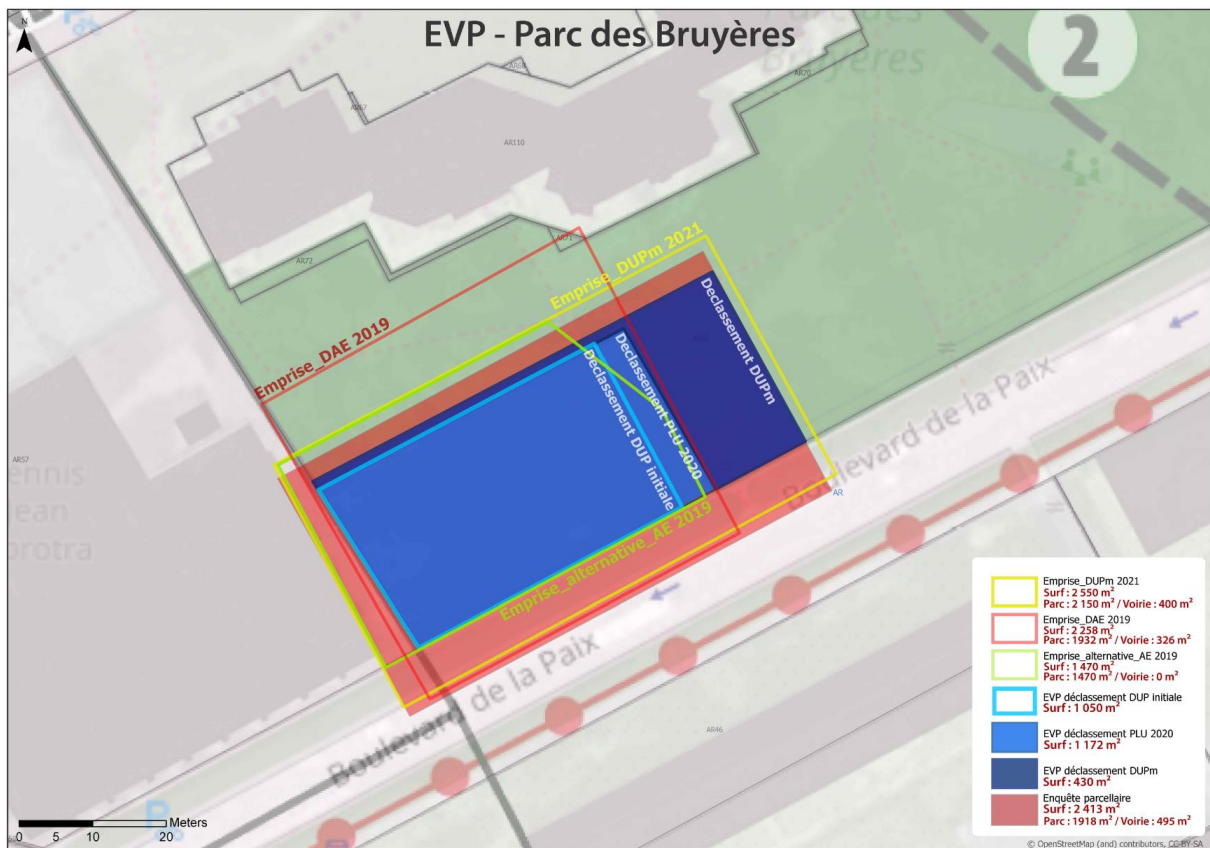 EVP - Parc des Bruyères
N
2
Bruyères
AR68
AR70
AR67
AR110
AR71
AR72
Emprise_DUPm 2021
Emprise_DAE 2019
Declassement DUPm
Declassement PLU 2020
Déclassement DUP initiale
Emprise_alternative_AE 2019
Boulevard de la Paix
Boulevard de la Paix
AR57
ennis
ean
protra
AR
AR46
P
Meters
0 5 10 20
Emprise_DUPm 2021
Surf : 2 550 m²
Parc : 2 150 m² / Voirie : 400 m²
Emprise_DAE 2019
Surf : 2 258 m²
Parc : 1932 m² / Voirie : 326 m²
Emprise_alternative_AE 2019
Surf : 1 470 m²
Parc : 1470 m² / Voirie : 0 m²
EVP déclassement DUP initiale
Surf : 1 050 m²
EVP déclassement PLU 2020
Surf : 1 172 m²
EVP déclassement DUPm
Surf : 430 m²
Enquête parcellaire
Surf : 2 413 m²
Parc : 1918 m² / Voirie : 495 m²
© OpenStreetMap (and) contributors, CC-BY-SA